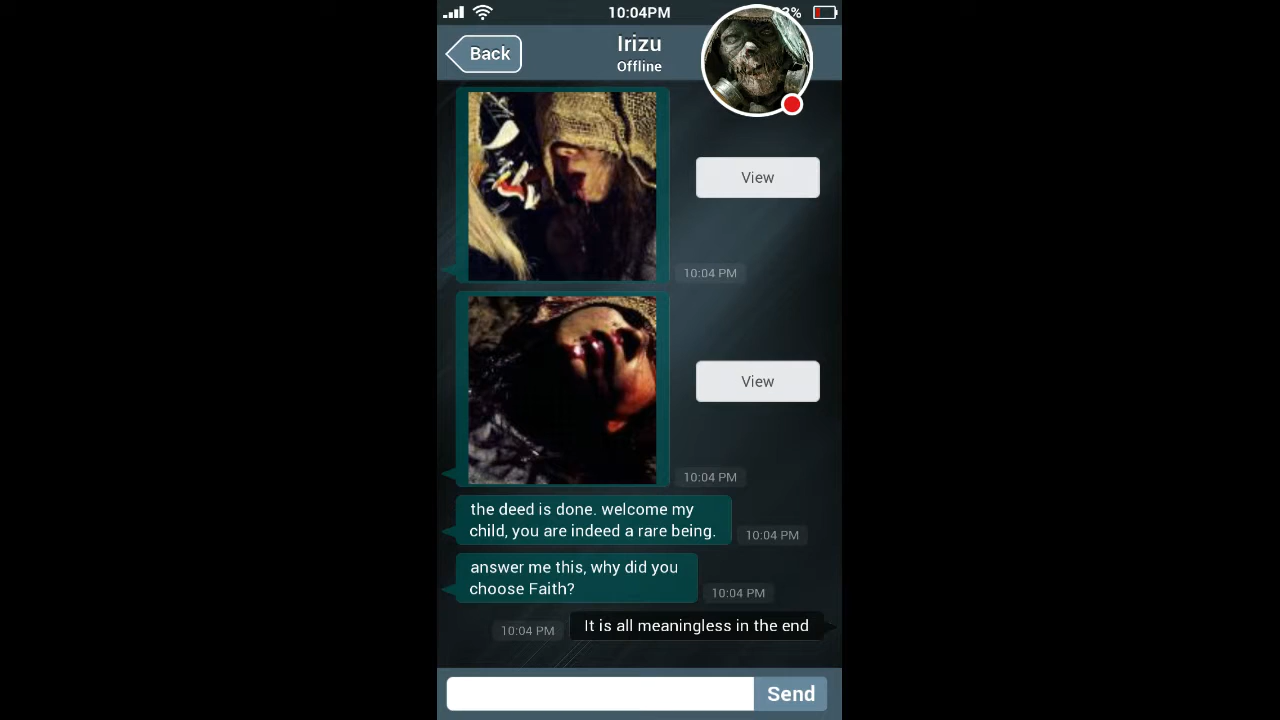 10:04PM
3%
Back
Irizu
Offline
View
10:04 PM
View
10:04 PM
the deed is done. welcome my
child, you are indeed a rare being.
10:04 PM
answer me this, why did you
choose Faith?
10:04 PM
10:04 PM
It is all meaningless in the end
Send